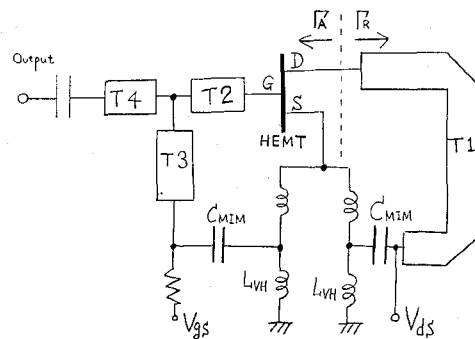 Γ_A Γ_R
Output
T4
T2
G
D
S
HEMT
T1
T3
C_MIM
C_MIM
L_VH
L_VH
V_gs
V_ds